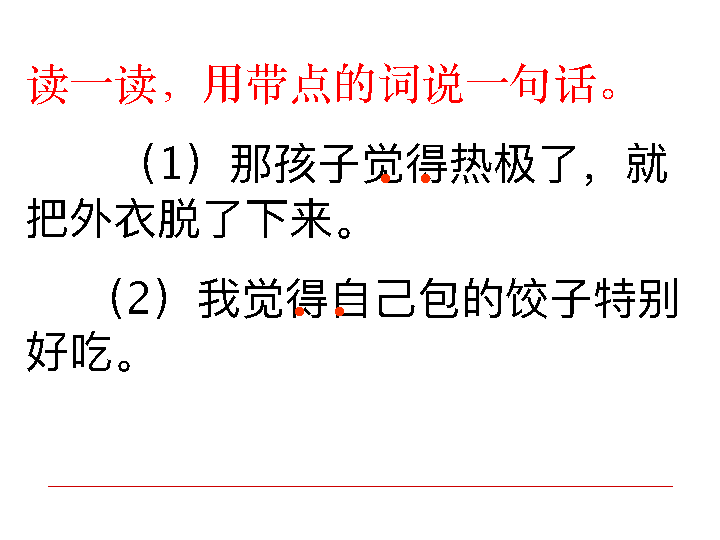 读一读，用带点的词说一句话。
（1）那孩子觉得热极了，就
把外衣脱了下来。
（2）我觉得自己包的饺子特别
好吃。